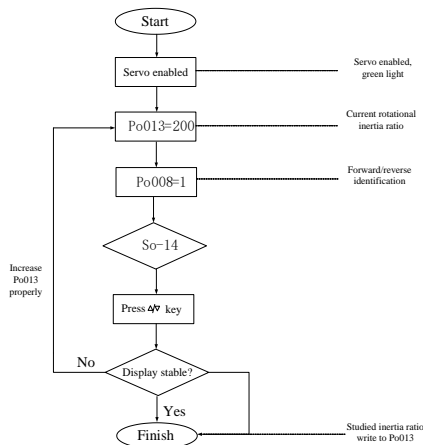 Start
Servo enabled
Servo enabled,
green light
Po013=200
Current rotational
inertia ratio
Po008=1
Forward/reverse
identification
So-14
Increase
Po013
properly
Press △/▽ key
No
Display stable?
Yes
Finish
Studied inertia ratio
write to Po013